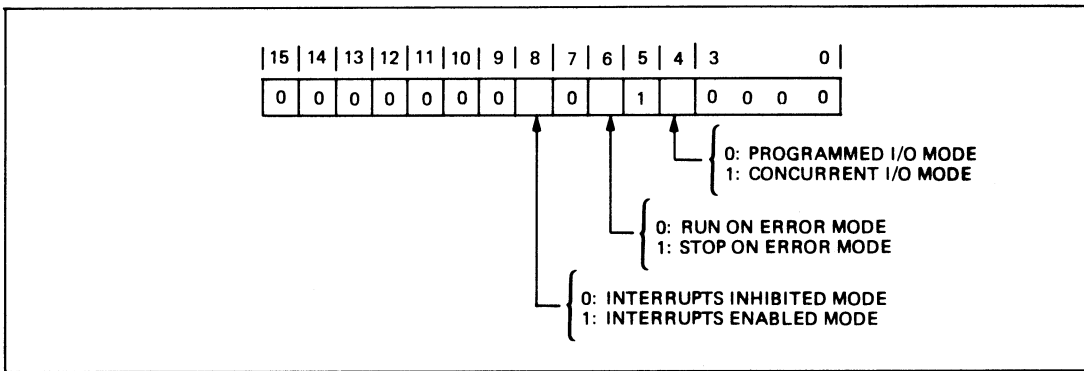 15 14 13 12 11 10 9 8 7 6 5 4 3 0
0 0 0 0 0 0 0 0 1 0 0 0 0
0: PROGRAMMED I/O MODE
1: CONCURRENT I/O MODE
0: RUN ON ERROR MODE
1: STOP ON ERROR MODE
0: INTERRUPTS INHIBITED MODE
1: INTERRUPTS ENABLED MODE